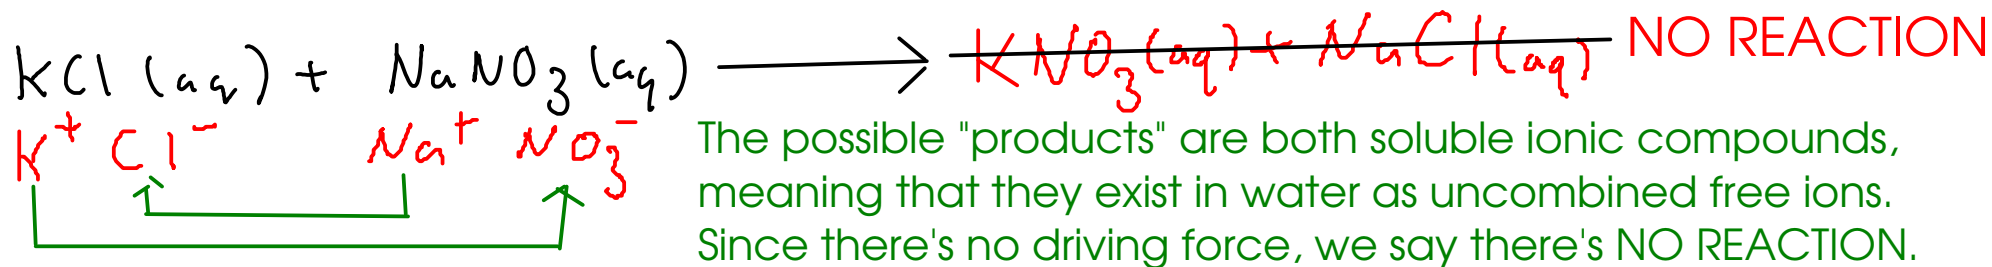 KCl (aq) + NaNO₃(aq) ⟶ KNO₃(aq) + NaCl(aq) NO REACTION
K⁺ Cl⁻ Na⁺ NO₃⁻
The possible "products" are both soluble ionic compounds,
meaning that they exist in water as uncombined free ions.
Since there's no driving force, we say there's NO REACTION.